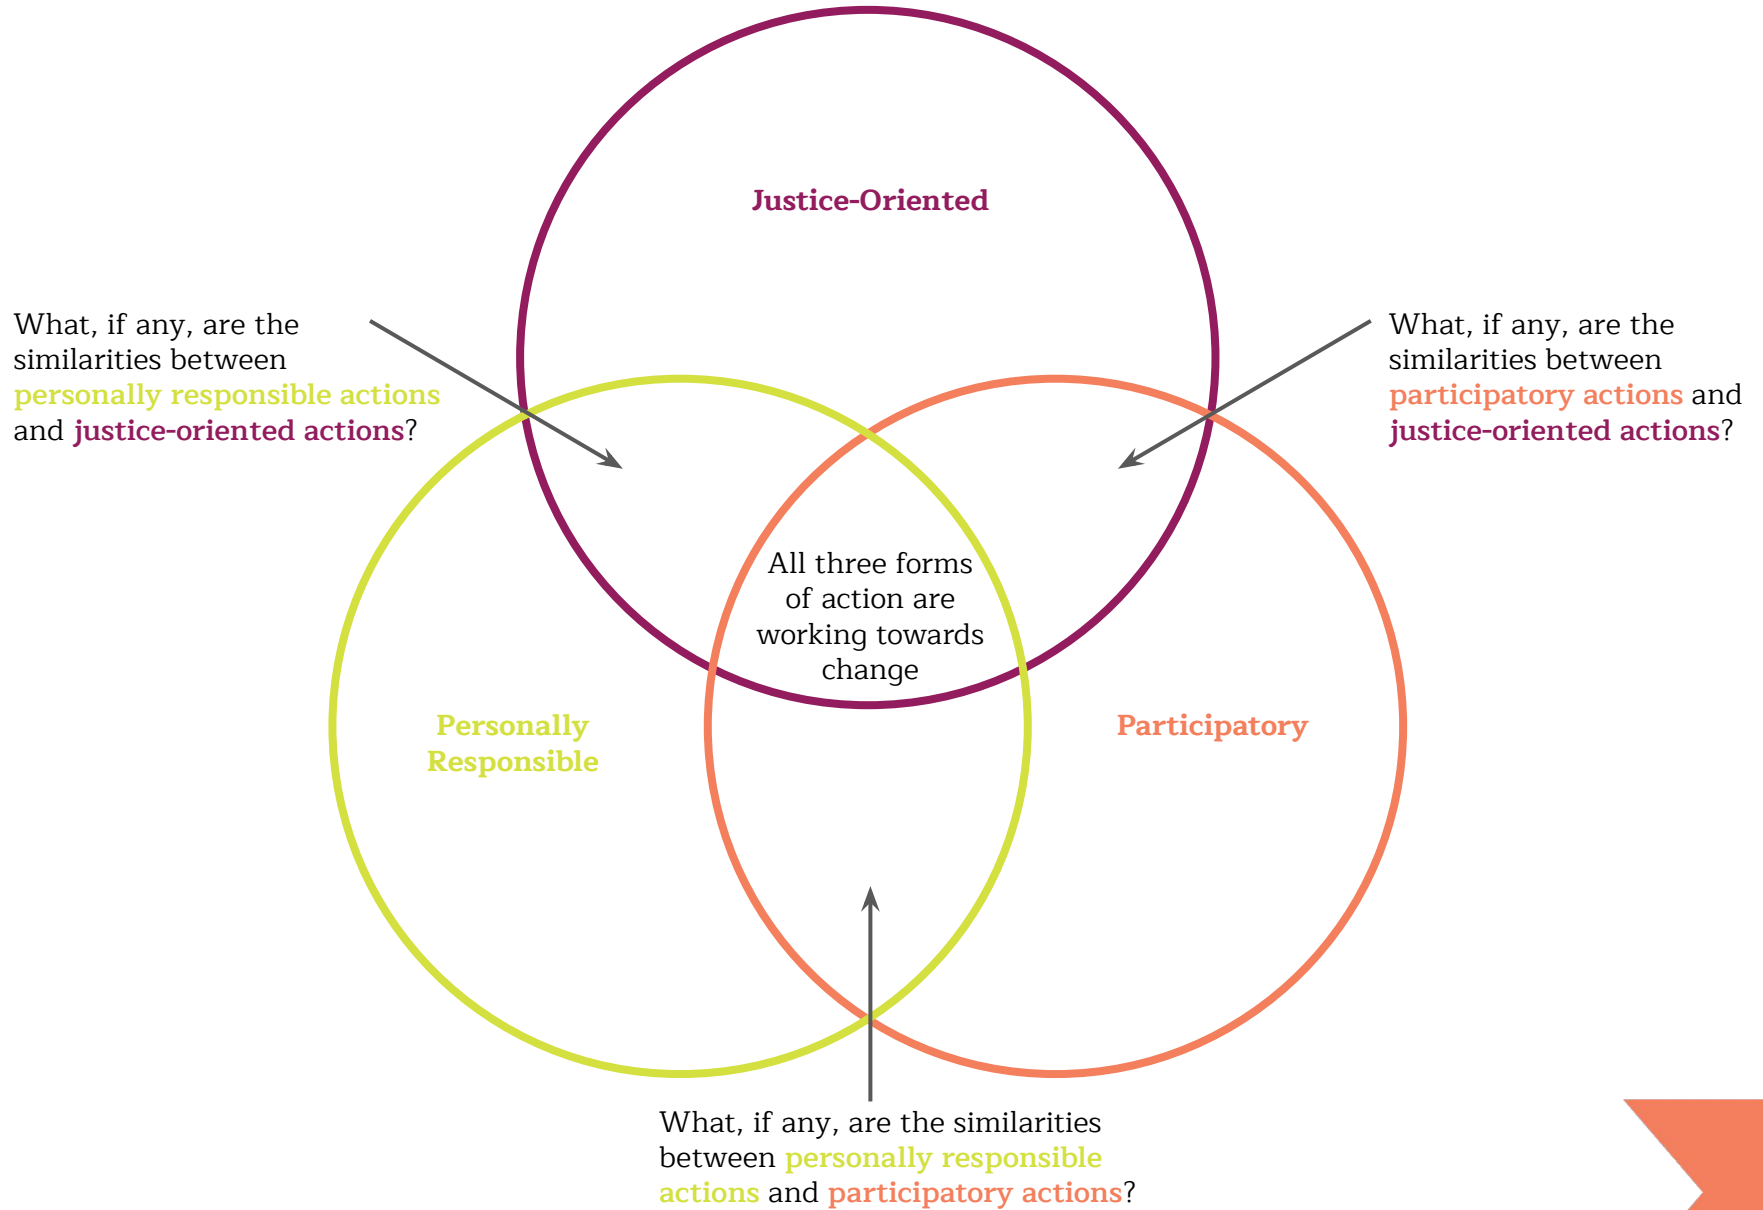 Justice-Oriented
What, if any, are the
similarities between
personally responsible actions
and justice-oriented actions?
What, if any, are the
similarities between
participatory actions and
justice-oriented actions?
All three forms
of action are
working towards
change
Personally
Responsible
Participatory
What, if any, are the similarities
between personally responsible
actions and participatory actions?